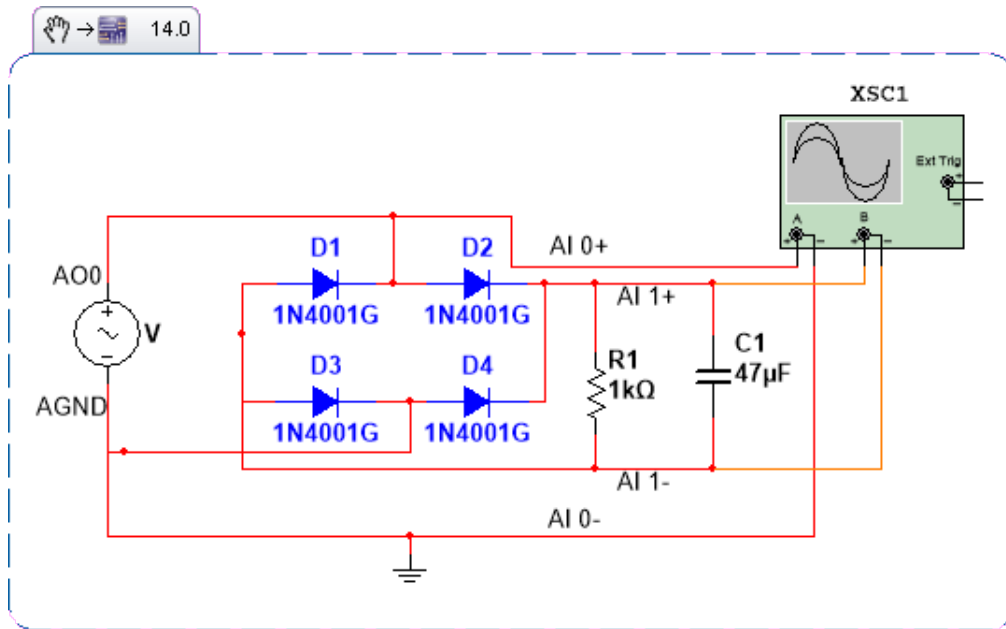 14.0
XSC1
Ext Trig
+
−
A
B
+ − + −
AI 0+
D1
D2
AO0
AI 1+
1N4001G
1N4001G
+
V
−
D3
D4
R1
1kΩ
C1
47µF
AGND
1N4001G
1N4001G
AI 1-
AI 0-